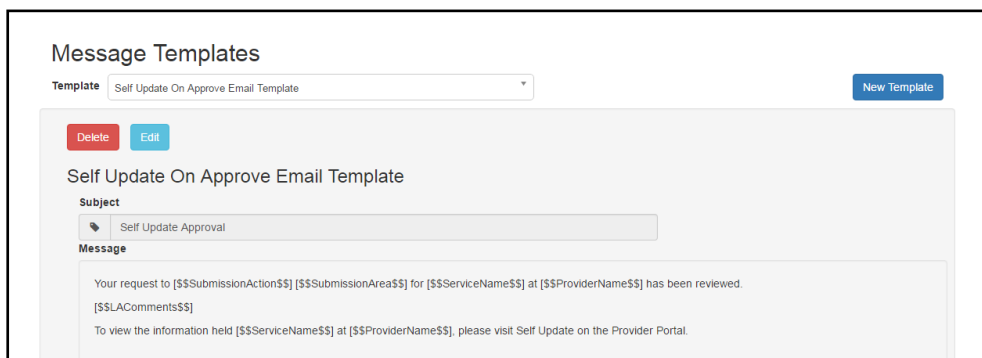 Message Templates
Template Self Update On Approve Email Template New Template
Delete Edit
Self Update On Approve Email Template
Subject
Self Update Approval
Message
Your request to [$$SubmissionAction$$] [$$SubmissionArea$$] for [$$ServiceName$$] at [$$ProviderName$$] has been reviewed.
[$$LAComments$$]
To view the information held [$$ServiceName$$] at [$$ProviderName$$], please visit Self Update on the Provider Portal.